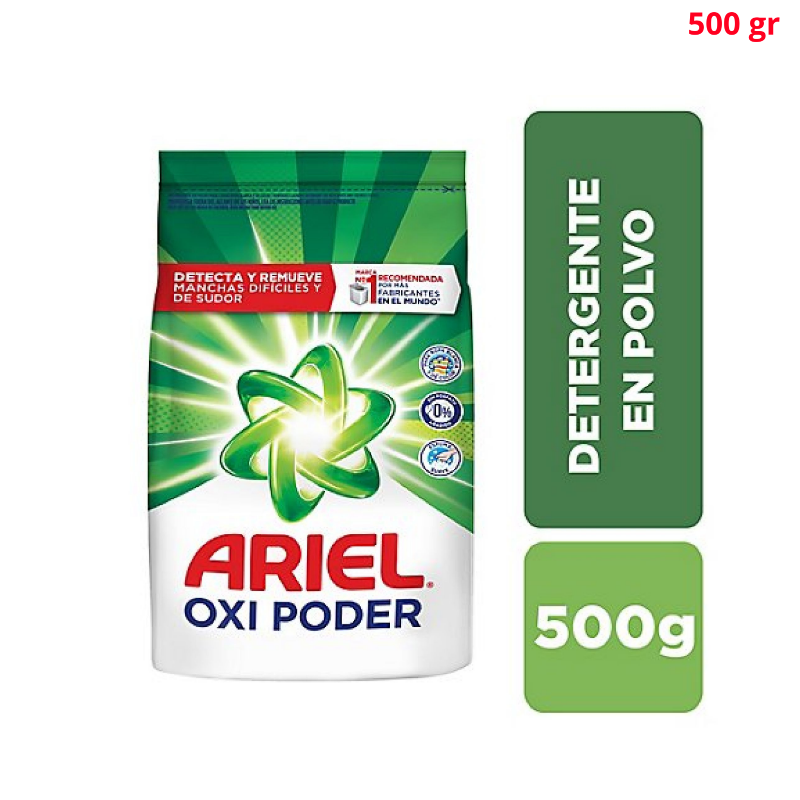 500 gr
DETECTA Y REMUEVE
MANCHAS DIFÍCILES Y
DE SUDOR
MARCA
Nº1
RECOMENDADA
POR MÁS
FABRICANTES
EN EL MUNDO*
0%
ARIEL®
OXI PODER
DETERGENTE
EN POLVO
500g